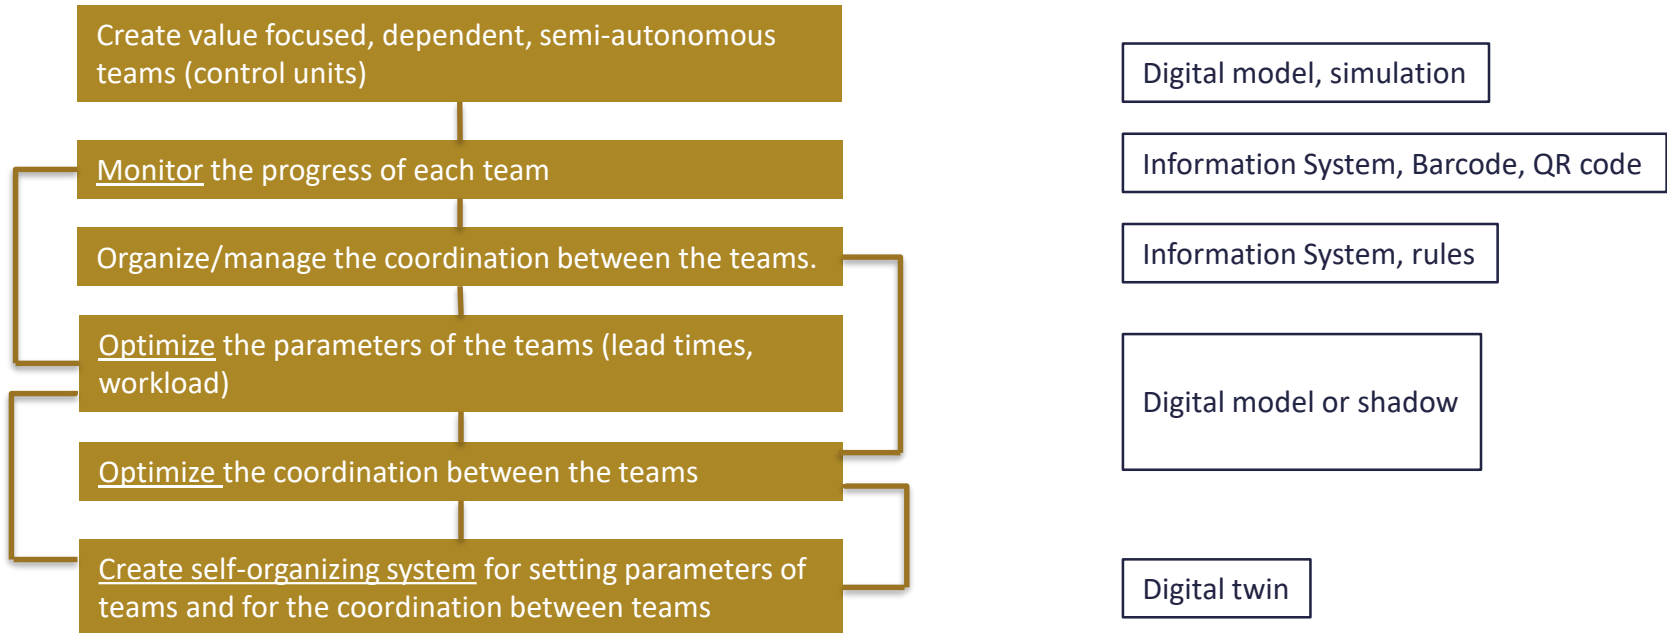 Create value focused, dependent, semi-autonomous
teams (control units)
Digital model, simulation
Monitor the progress of each team
Information System, Barcode, QR code
Organize/manage the coordination between the teams.
Information System, rules
Optimize the parameters of the teams (lead times,
workload)
Digital model or shadow
Optimize the coordination between the teams
Create self-organizing system for setting parameters of
teams and for the coordination between teams
Digital twin